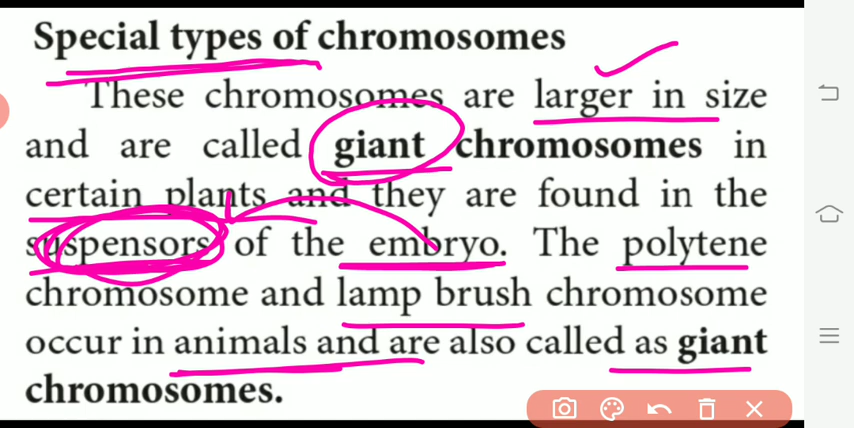 Special types of chromosomes
These chromosomes are larger in size
and are called giant chromosomes in
certain plants and they are found in the
suspensors of the embryo. The polytene
chromosome and lamp brush chromosome
occur in animals and are also called as giant
chromosomes.